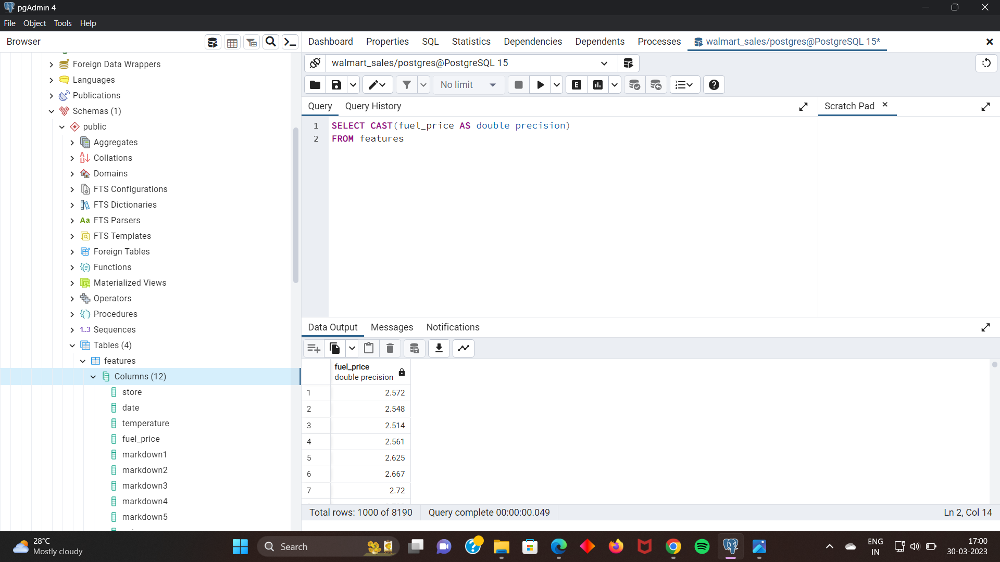 pgAdmin 4
File Object Tools Help
Browser
Dashboard Properties SQL Statistics Dependencies Dependents Processes walmart_sales/postgres@PostgreSQL 15*
walmart_sales/postgres@PostgreSQL 15
No limit
E
Query Query History
Scratch Pad
1 SELECT CAST(fuel_price AS double precision)
2 FROM features
Foreign Data Wrappers
Languages
Publications
Schemas (1)
public
Aggregates
Collations
Domains
FTS Configurations
FTS Dictionaries
Aa FTS Parsers
FTS Templates
Foreign Tables
Functions
Materialized Views
Operators
Procedures
1..3 Sequences
Tables (4)
features
Columns (12)
store
date
temperature
fuel_price
markdown1
markdown2
markdown3
markdown4
markdown5
Data Output Messages Notifications
fuel_price
double precision
1 2.572
2 2.548
3 2.514
4 2.561
5 2.625
6 2.667
7 2.72
Total rows: 1000 of 8190 Query complete 00:00:00.049 Ln 2, Col 14
28°C
Mostly cloudy
Search
ENG
IN
17:00
30-03-2023